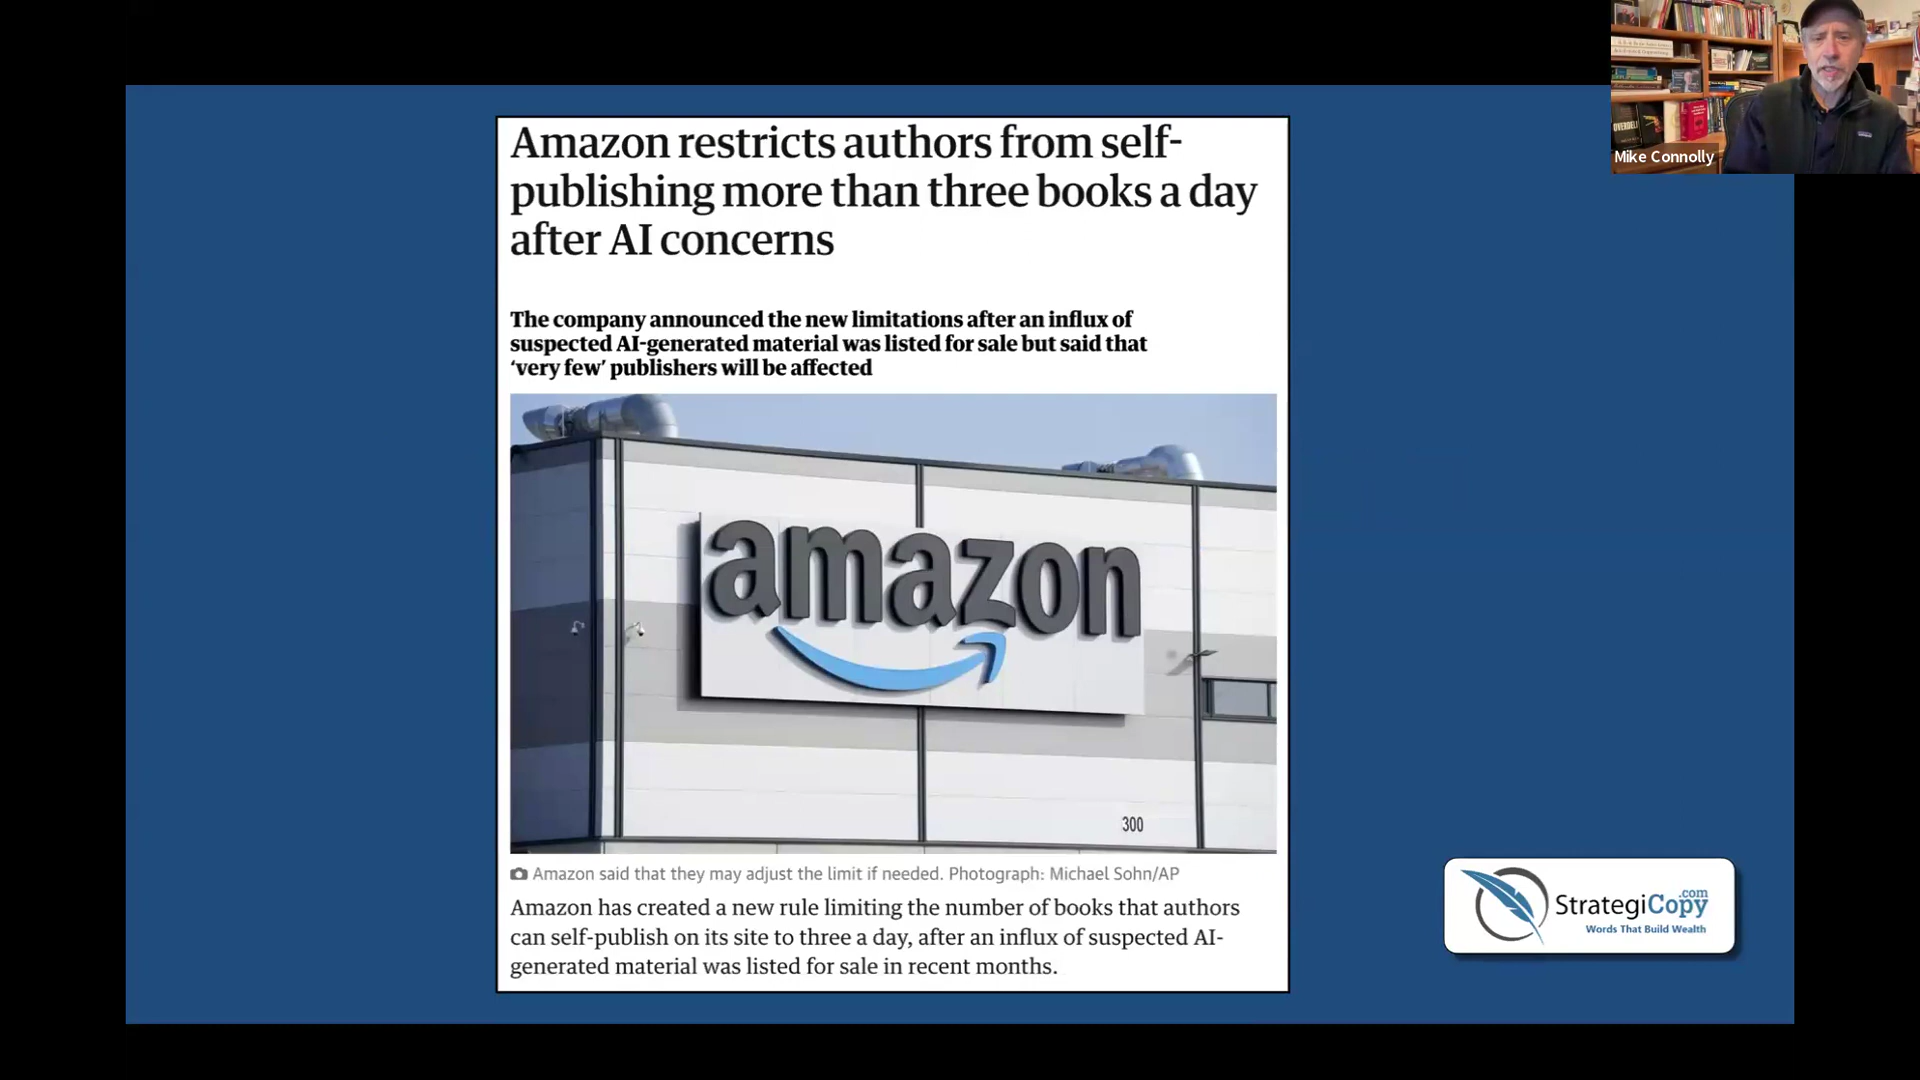 Amazon restricts authors from self-
publishing more than three books a day
after AI concerns
The company announced the new limitations after an influx of
suspected AI-generated material was listed for sale but said that
‘very few’ publishers will be affected
amazon
300
Amazon said that they may adjust the limit if needed. Photograph: Michael Sohn/AP
Amazon has created a new rule limiting the number of books that authors
can self-publish on its site to three a day, after an influx of suspected AI-
generated material was listed for sale in recent months.
StrategiCopy.com
Words That Build Wealth
Mike Connolly